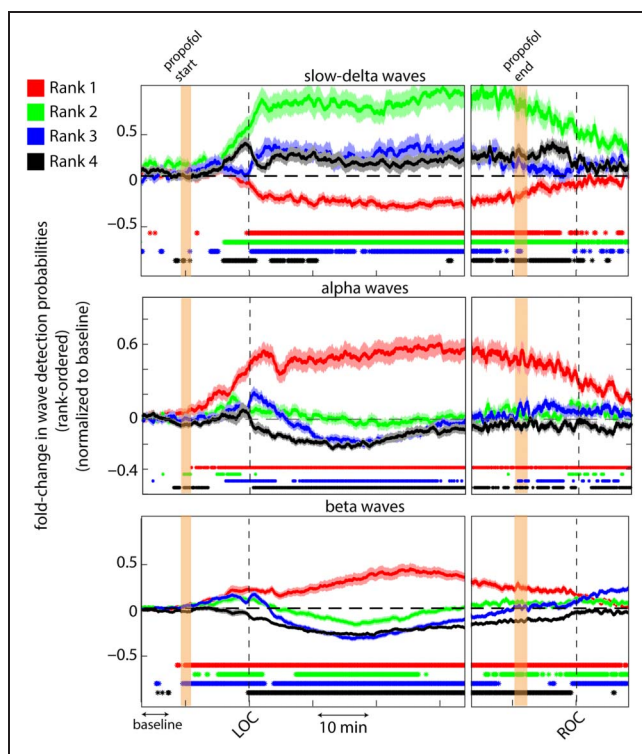 propofol
start
propofol
end
slow-delta waves
Rank 1
Rank 2
Rank 3
Rank 4
0.5
0
−0.5
alpha waves
0.6
0
−0.4
beta waves
0.5
0
−0.5
fold-change in wave detection probabilities
(rank-ordered)
(normalized to baseline)
baseline
LOC
10 min
ROC